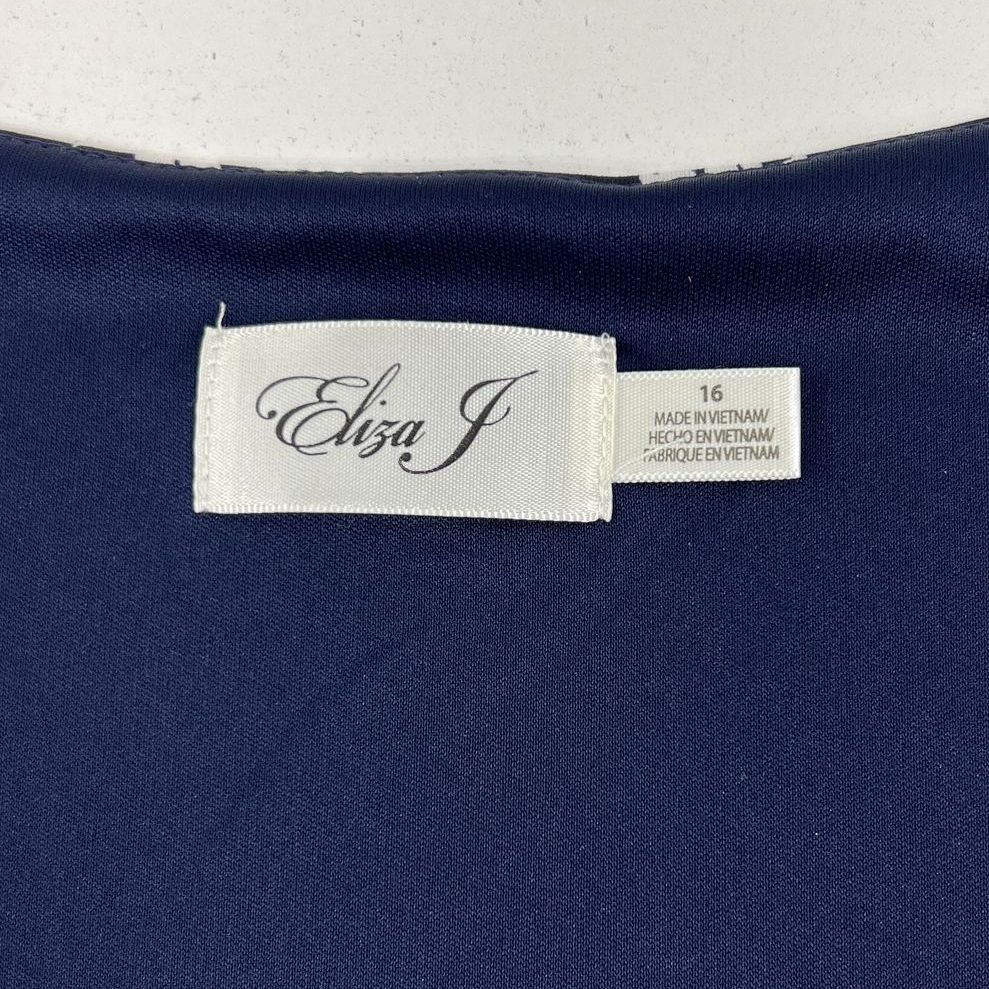 Eliza J
16
MADE IN VIETNAM/
HECHO EN VIETNAM/
FABRIQUE EN VIETNAM